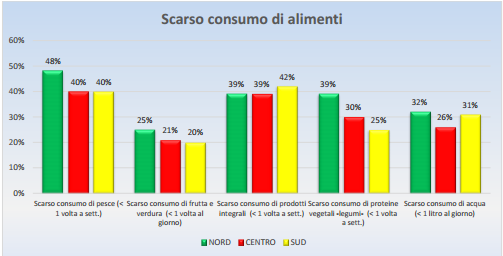 Scarso consumo di alimenti
60%
50%
40%
30%
20%
10%
0%
48%
40%
40%
25%
21%
20%
39%
39%
42%
39%
30%
25%
32%
26%
31%
Scarso consumo di pesce (<
1 volta a sett.)
Scarso consumo di frutta e
verdura (< 1 volta al
giorno)
Scarso consumo di prodotti
integrali (< 1 volta a sett.)
Scarso consumo di proteine
vegetali «legumi» (< 1 volta
a sett.)
Scarso consumo di acqua
(< 1 litro al giorno)
NORD CENTRO SUD